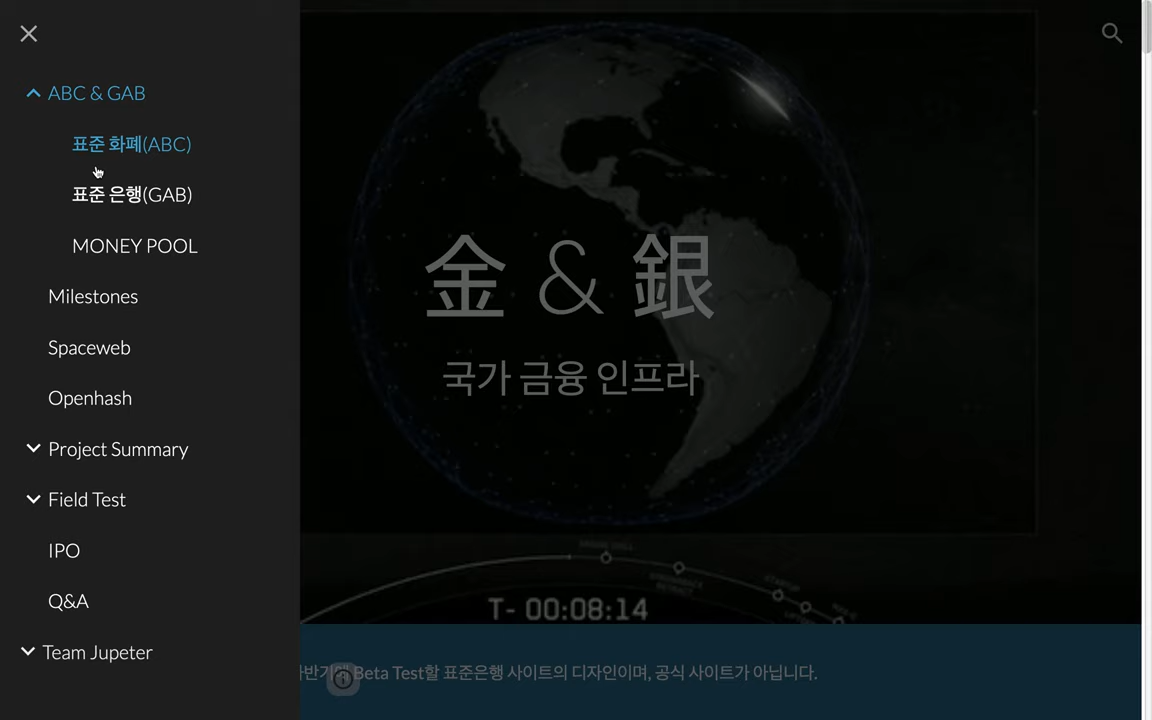 ABC & GAB
표준 화폐(ABC)
표준 은행(GAB)
MONEY POOL
Milestones
Spaceweb
Openhash
Project Summary
Field Test
IPO
Q&A
Team Jupeter
金 & 銀
국가 금융 인프라
T- 00:08:14
Beta Test할 표준은행 사이트의 디자인이며, 공식 사이트가 아닙니다.